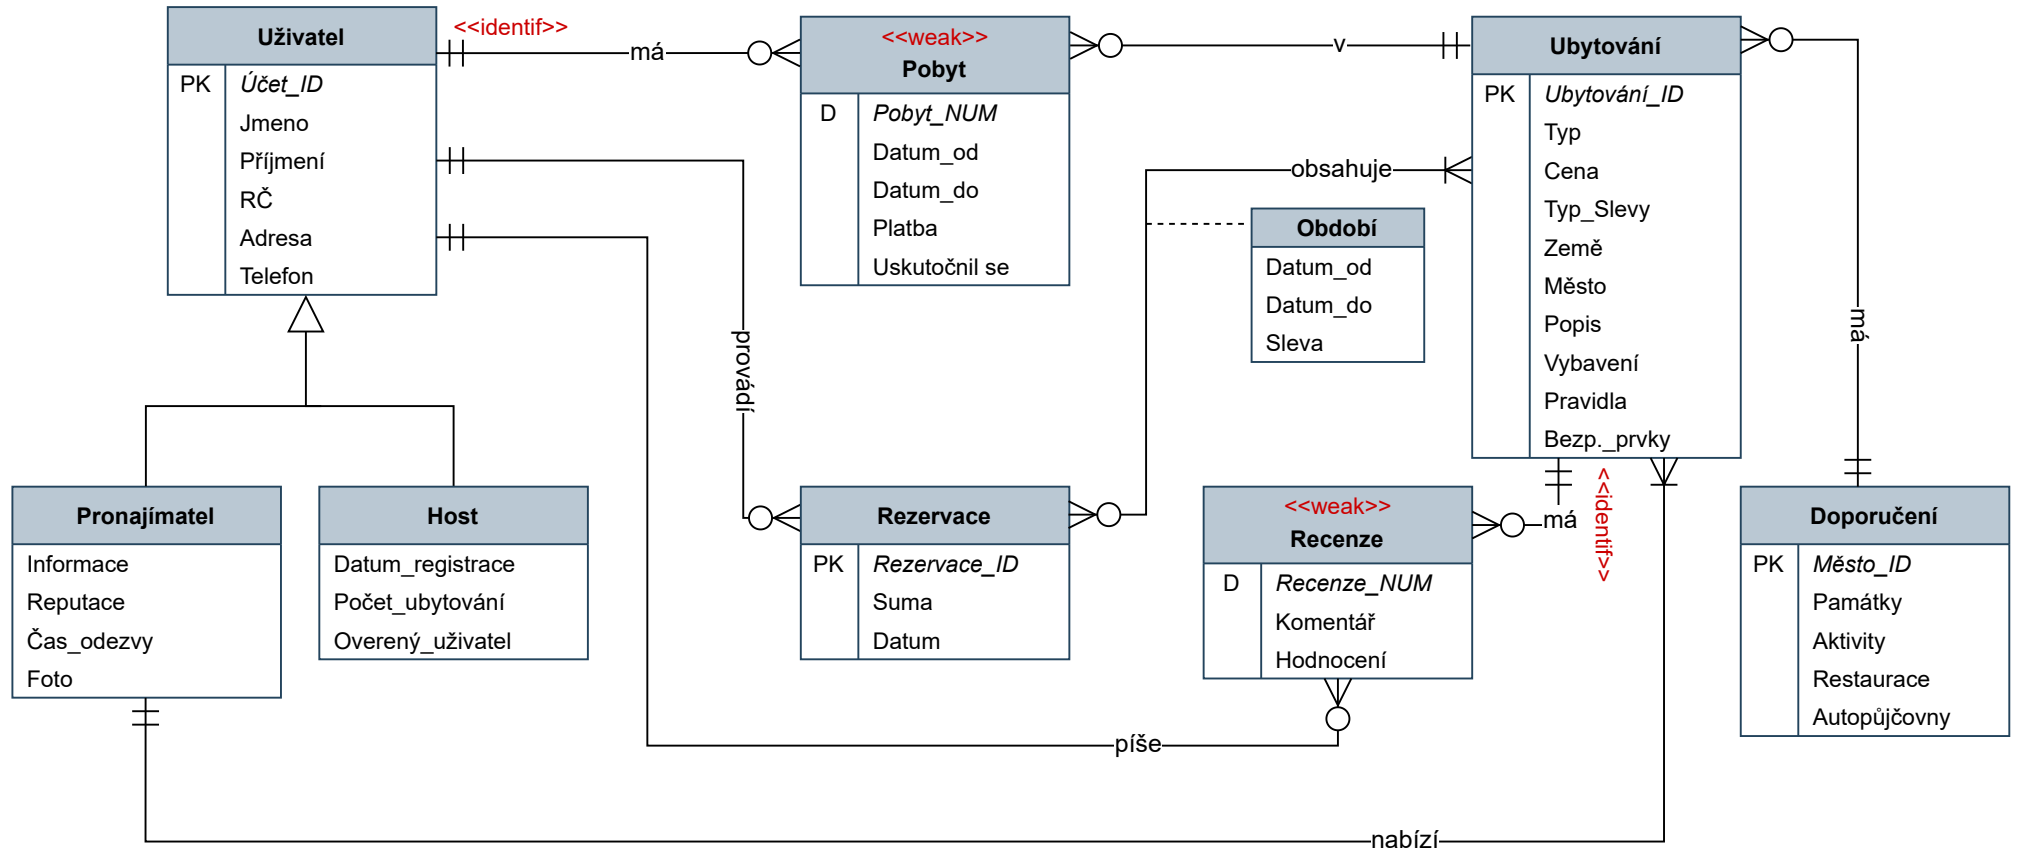 Uživatel
PK
Účet_ID
Jmeno
Příjmení
RČ
Adresa
Telefon
<<identif>>
má
<<weak>>
Pobyt
D
Pobyt_NUM
Datum_od
Datum_do
Platba
Uskutočnil se
v
Ubytování
PK
Ubytování_ID
Typ
Cena
Typ_Slevy
Země
Město
Popis
Vybavení
Pravidla
Bezp._prvky
obsahuje
Období
Datum_od
Datum_do
Sleva
má
provádí
Pronajímatel
Informace
Reputace
Čas_odezvy
Foto
Host
Datum_registrace
Počet_ubytování
Overený_uživatel
Rezervace
PK
Rezervace_ID
Suma
Datum
<<weak>>
Recenze
D
Recenze_NUM
Komentář
Hodnocení
má
<<identif>>
Doporučení
PK
Město_ID
Památky
Aktivity
Restaurace
Autopůjčovny
píše
nabízí